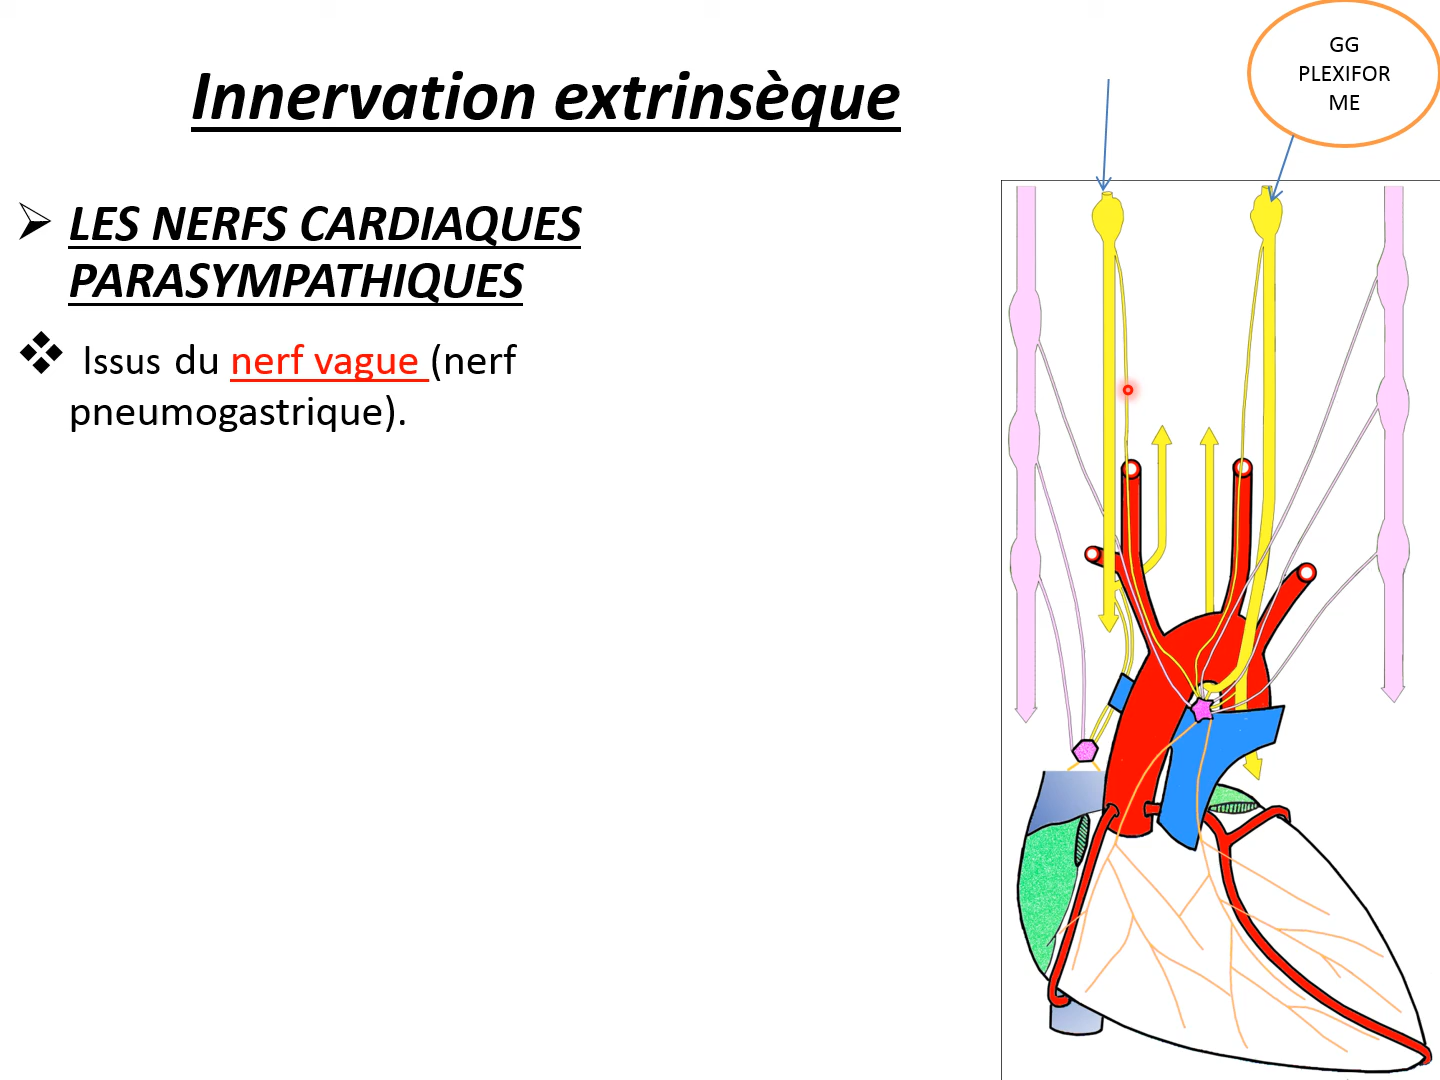 Innervation extrinsèque
GG
PLEXIFOR
ME
LES NERFS CARDIAQUES
PARASYMPATHIQUES
Issus du nerf vague (nerf
pneumogastrique).